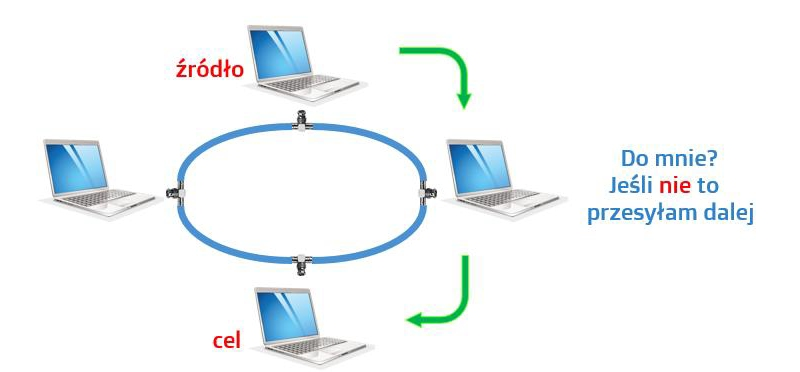 źródło
Do mnie?
Jeśli nie to
przesyłam dalej
cel